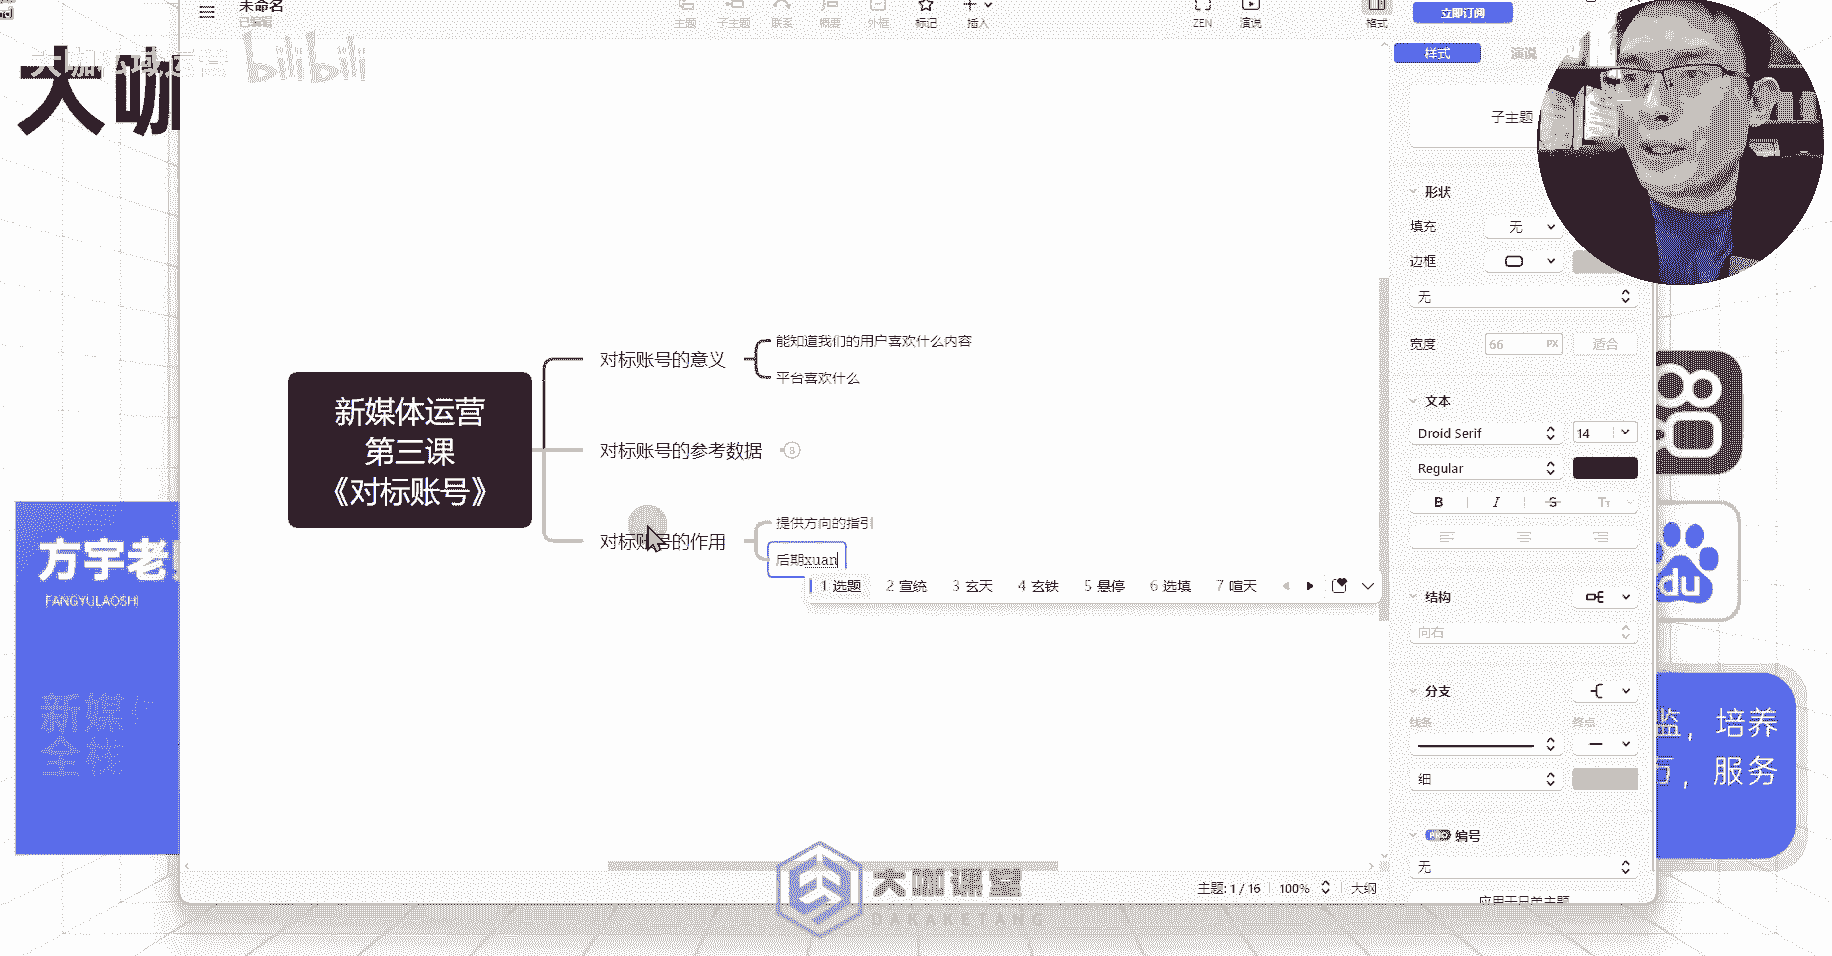 未命名
已编辑
主题
子主题
联系
概要
外框
标记
插入
ZEN
演说
格式
立即订阅
大咖私域运营
bilibili
大咖
样式
演说
子主题
形状
填充
无
边框
无
宽度
66
PX
适合
文本
Droid Serif
14
Regular
B
I
S
Tт
结构
向右
分支
线条
终点
细
编号
无
新媒体运营
第三课
《对标账号》
对标账号的意义
能知道我们的用户喜欢什么内容
平台喜欢什么
对标账号的参考数据
8
对标账号的作用
提供方向的指引
后期xuan
1 选题
2 宣统
3 玄天
4 玄铁
5 悬停
6 选填
7 喧天
方宇老
FANGYULAOSHI
新媒体
全栈
du
培养
服务
大咖课堂
DAKAKETANG
主题: 1 / 16
100%
大纲